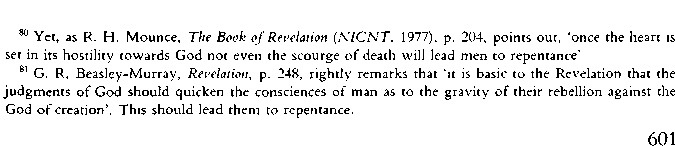 80 Yet, as R. H. Mounce, The Book of Revelation (NICNT, 1977), p. 204, points out, 'once the heart is
set in its hostility towards God not even the scourge of death will lead men to repentance'
81 G. R. Beasley-Murray, Revelation, p. 248, rightly remarks that 'it is basic to the Revelation that the
judgments of God should quicken the consciences of man as to the gravity of their rebellion against the
God of creation'. This should lead them to repentance.
601